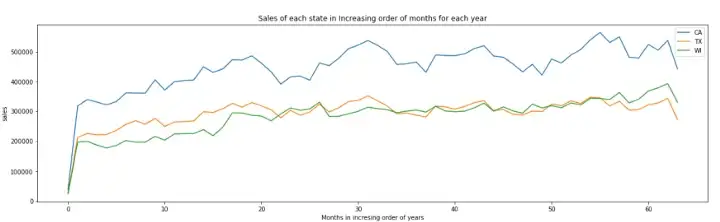 Sales of each state in Increasing order of months for each year
CA
TX
WI
sales
500000
400000
300000
200000
100000
0
0 10 20 30 40 50 60
Months in incresing order of years